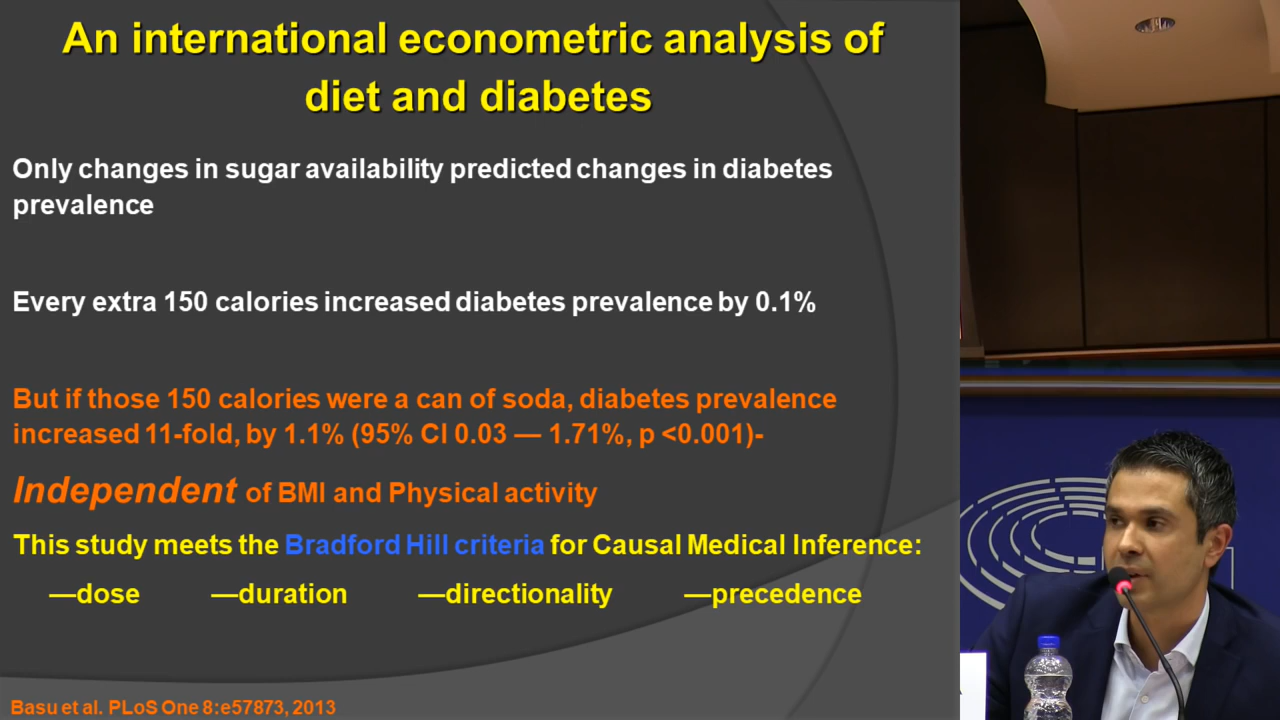 An international econometric analysis of
diet and diabetes
Only changes in sugar availability predicted changes in diabetes
prevalence
Every extra 150 calories increased diabetes prevalence by 0.1%
But if those 150 calories were a can of soda, diabetes prevalence
increased 11-fold, by 1.1% (95% CI 0.03 — 1.71%, p <0.001)-
Independent of BMI and Physical activity
This study meets the Bradford Hill criteria for Causal Medical Inference:
—dose —duration —directionality —precedence
Basu et al. PLoS One 8:e57873, 2013